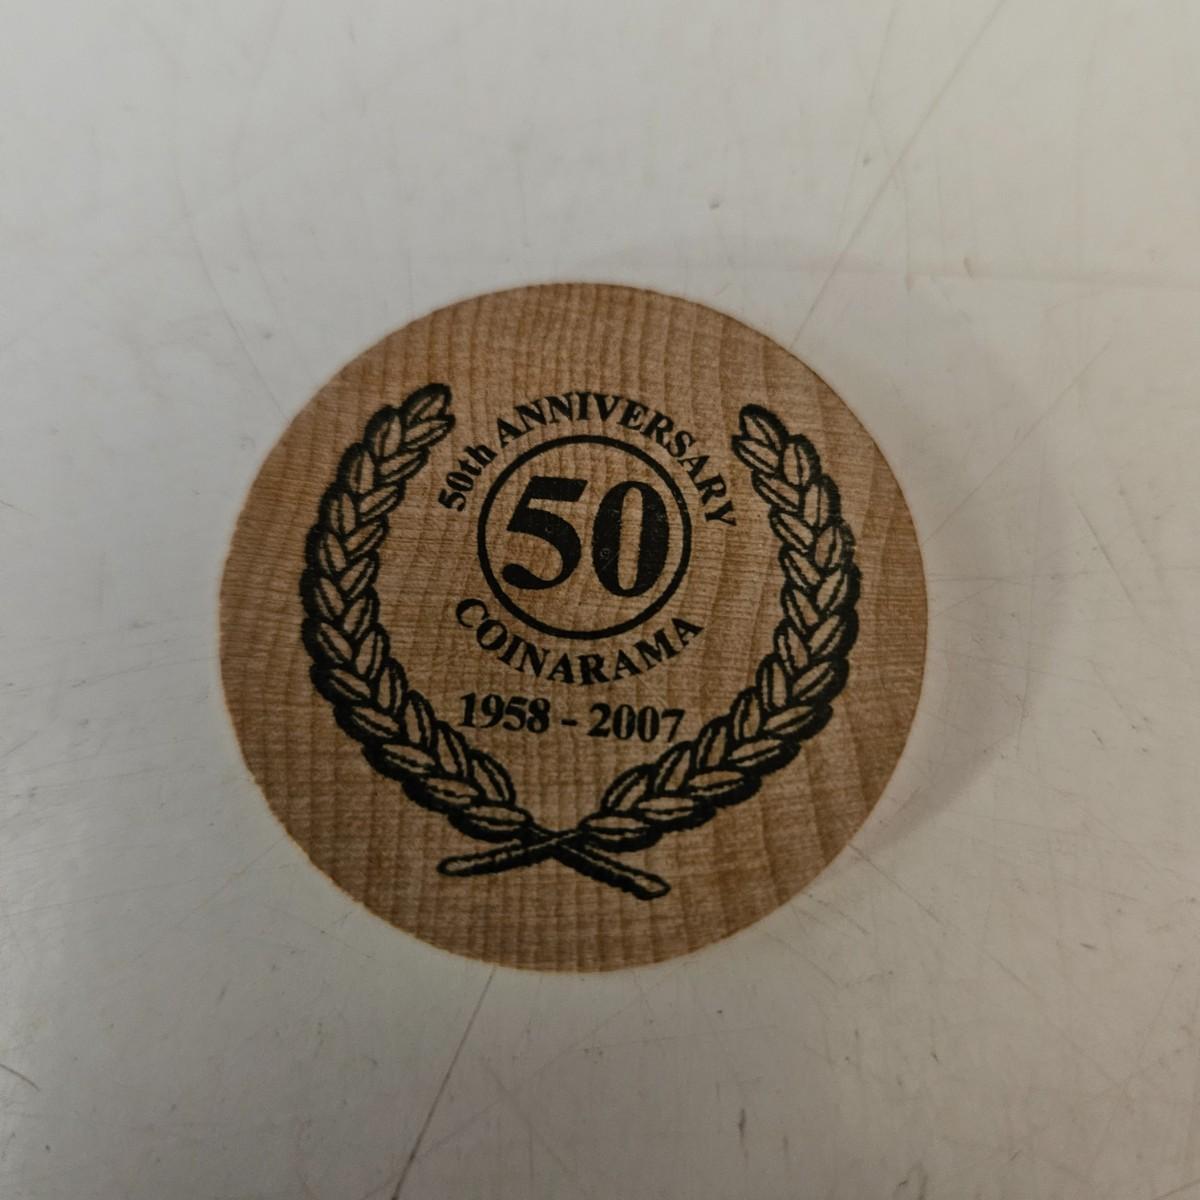 50th ANNIVERSARY
50
COINARAMA
1958 - 2007